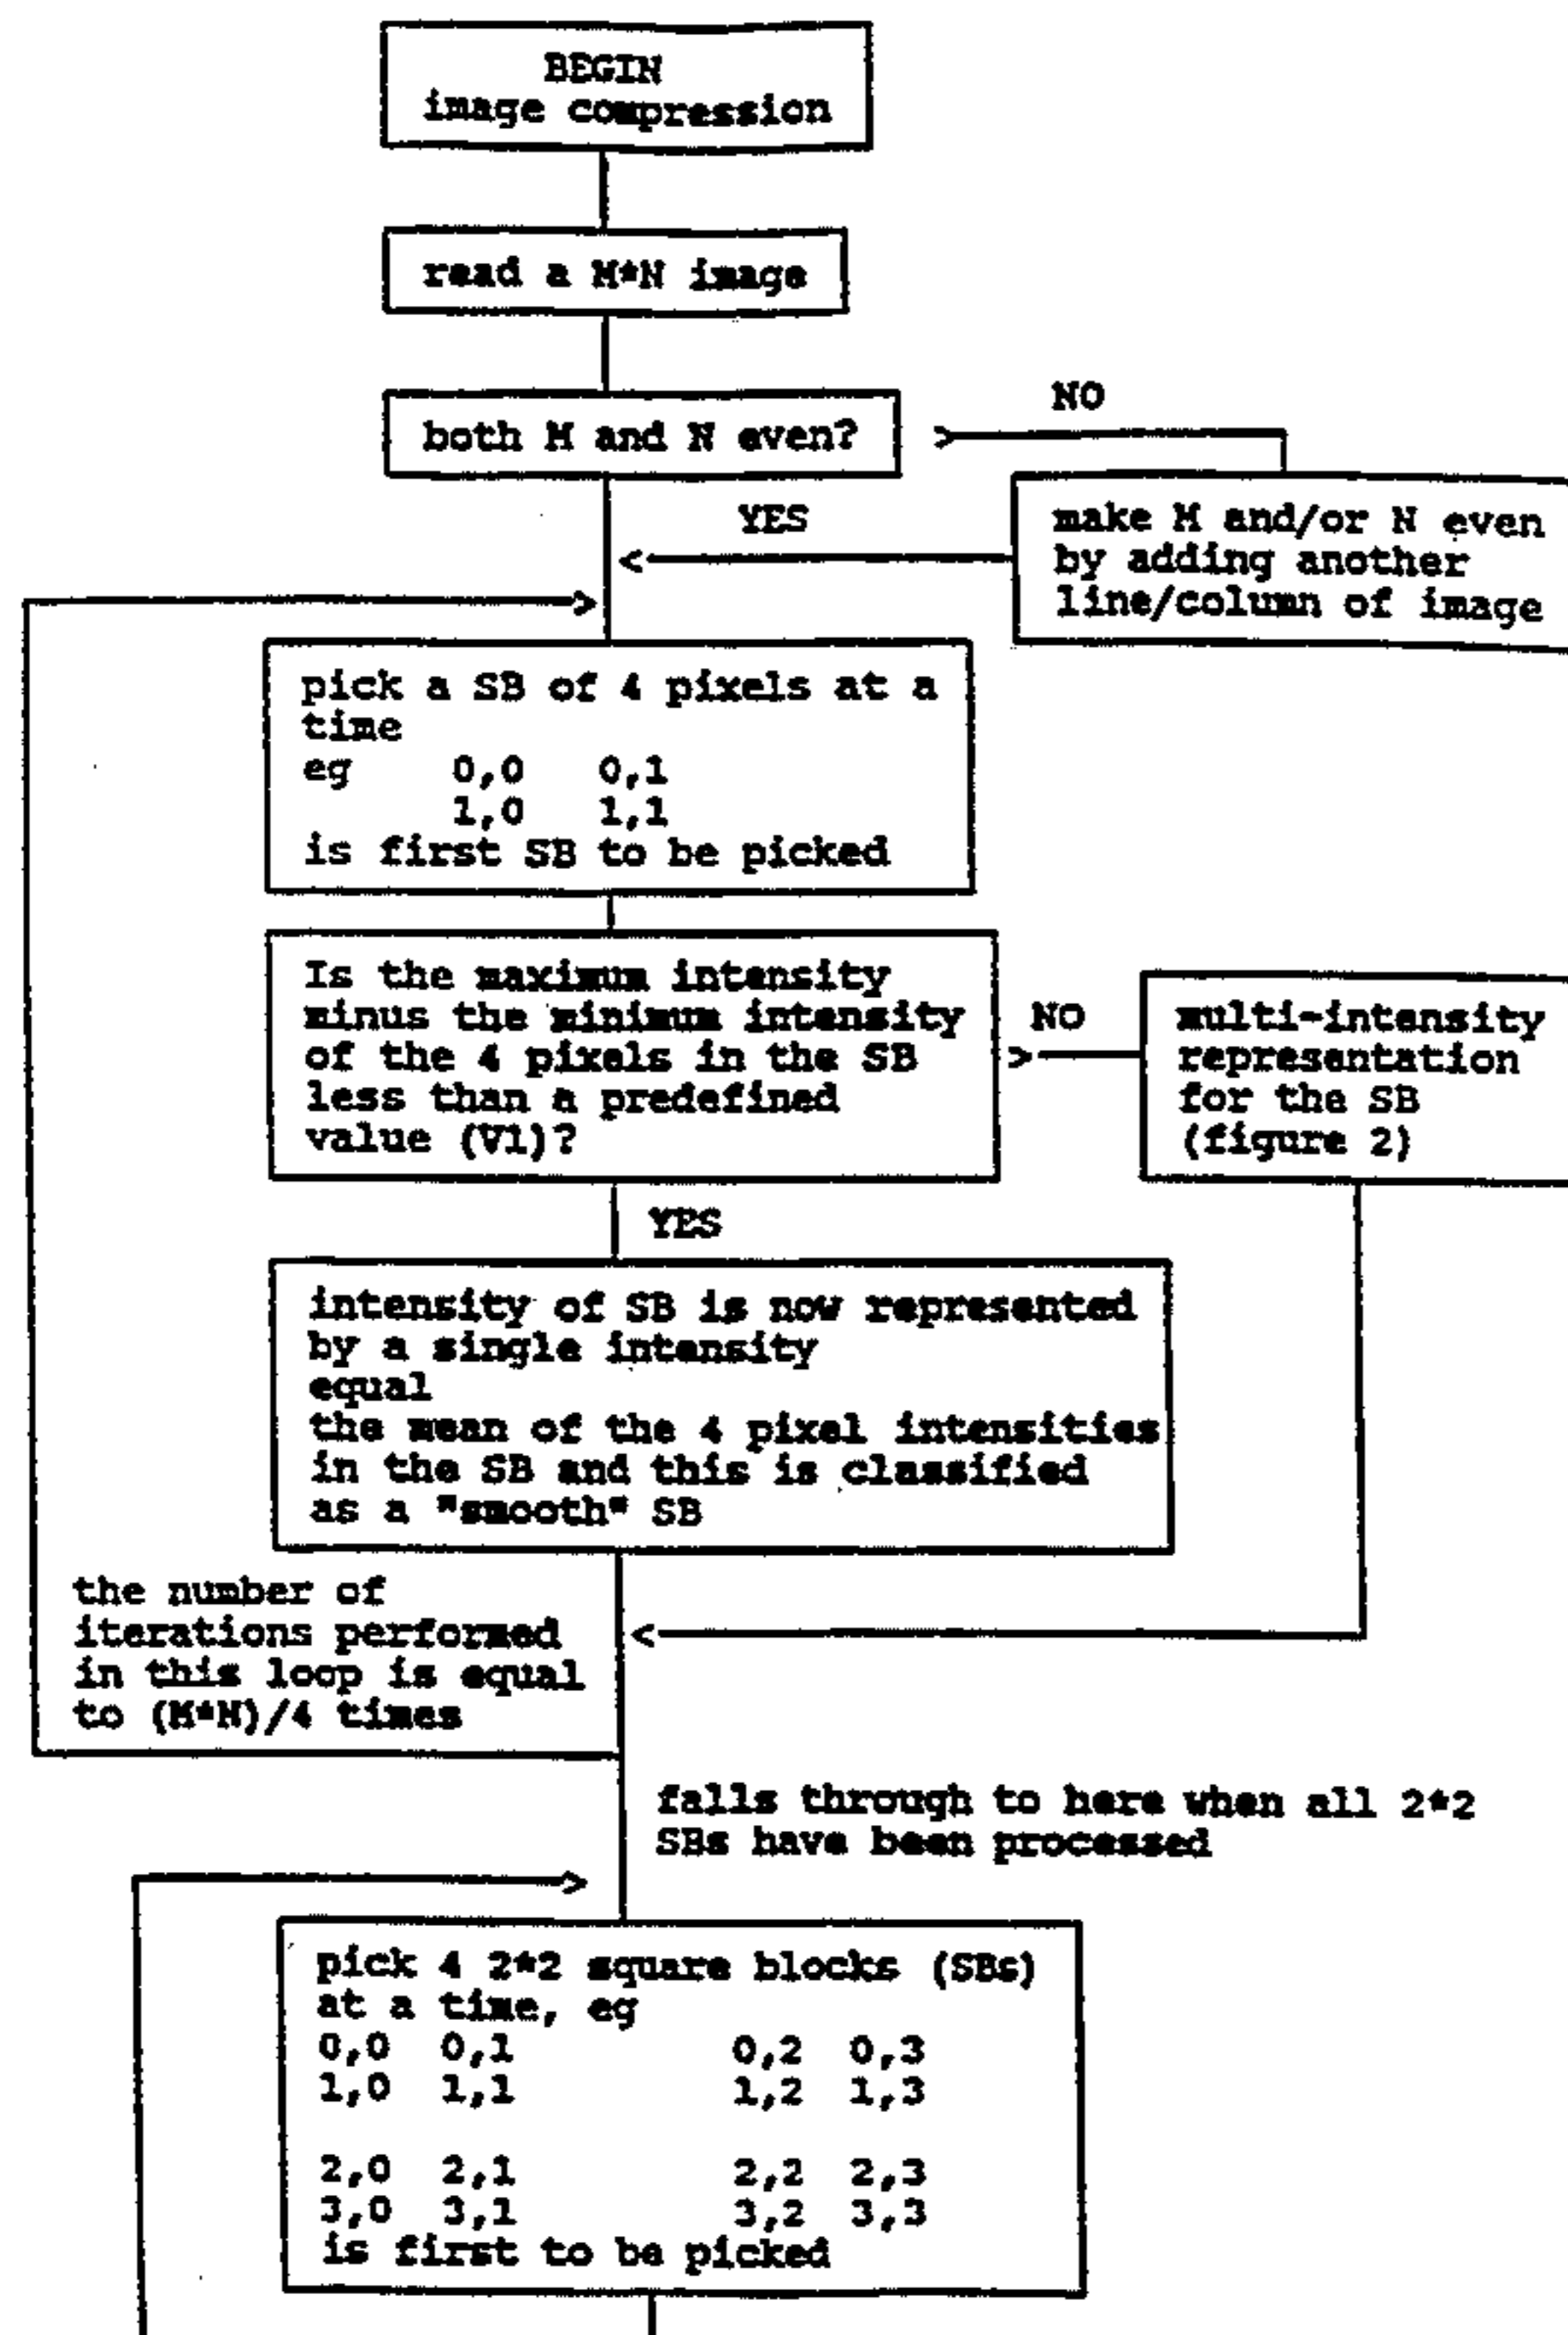 BEGIN
image compression
read a M*N image
both M and N even?
NO
make M and/or N even
by adding another
line/column of image
YES
pick a SB of 4 pixels at a
time
eg 0,0 0,1
1,0 1,1
is first SB to be picked
Is the maximum intensity
minus the minimum intensity
of the 4 pixels in the SB
less than a predefined
value (V1)?
NO
multi-intensity
representation
for the SB
(figure 2)
YES
intensity of SB is now represented
by a single intensity
equal
the mean of the 4 pixel intensities
in the SB and this is classified
as a "smooth" SB
the number of
iterations performed
in this loop is equal
to (M*N)/4 times
falls through to here when all 2*2
SBs have been processed
pick 4 2*2 square blocks (SBs)
at a time, eg
0,0 0,1 0,2 0,3
1,0 1,1 1,2 1,3
2,0 2,1 2,2 2,3
3,0 3,1 3,2 3,3
is first to be picked